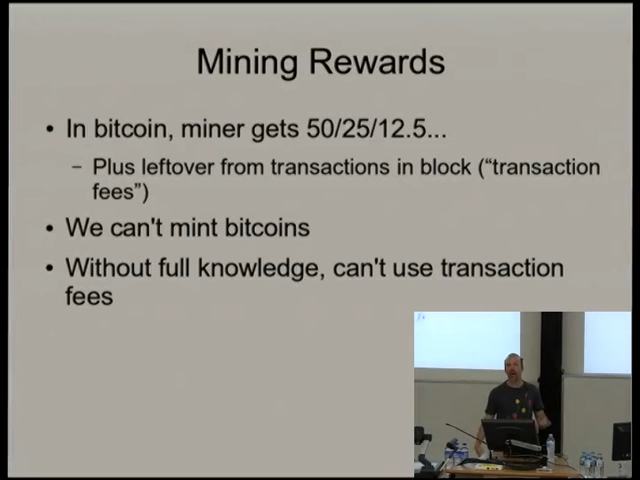 Mining Rewards
• In bitcoin, miner gets 50/25/12.5...
– Plus leftover from transactions in block (“transaction
fees”)
• We can't mint bitcoins
• Without full knowledge, can't use transaction
fees